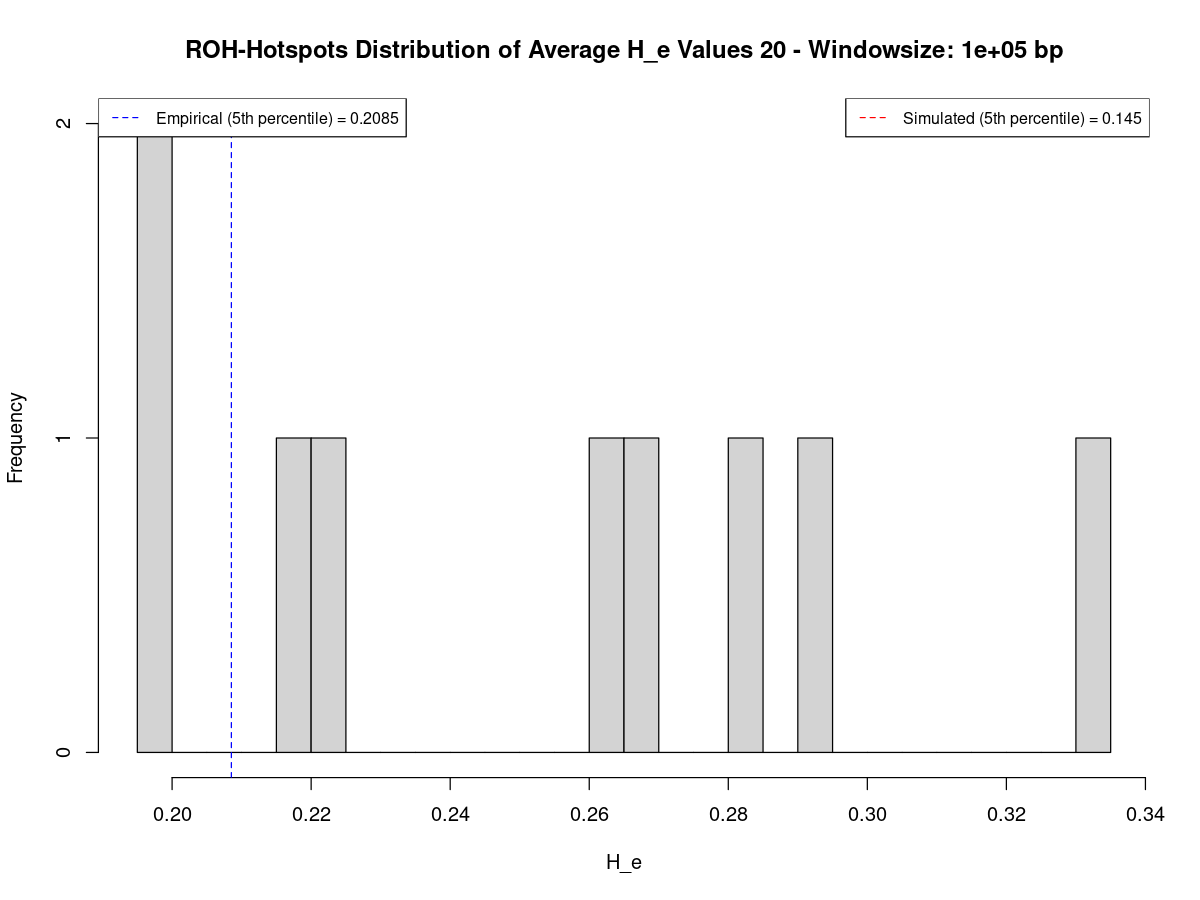 ROH-Hotspots Distribution of Average H_e Values 20 - Windowsize: 1e+05 bp
Empirical (5th percentile) = 0.2085
Simulated (5th percentile) = 0.145
Frequency
2
1
0
0.20 0.22 0.24 0.26 0.28 0.30 0.32 0.34
H_e